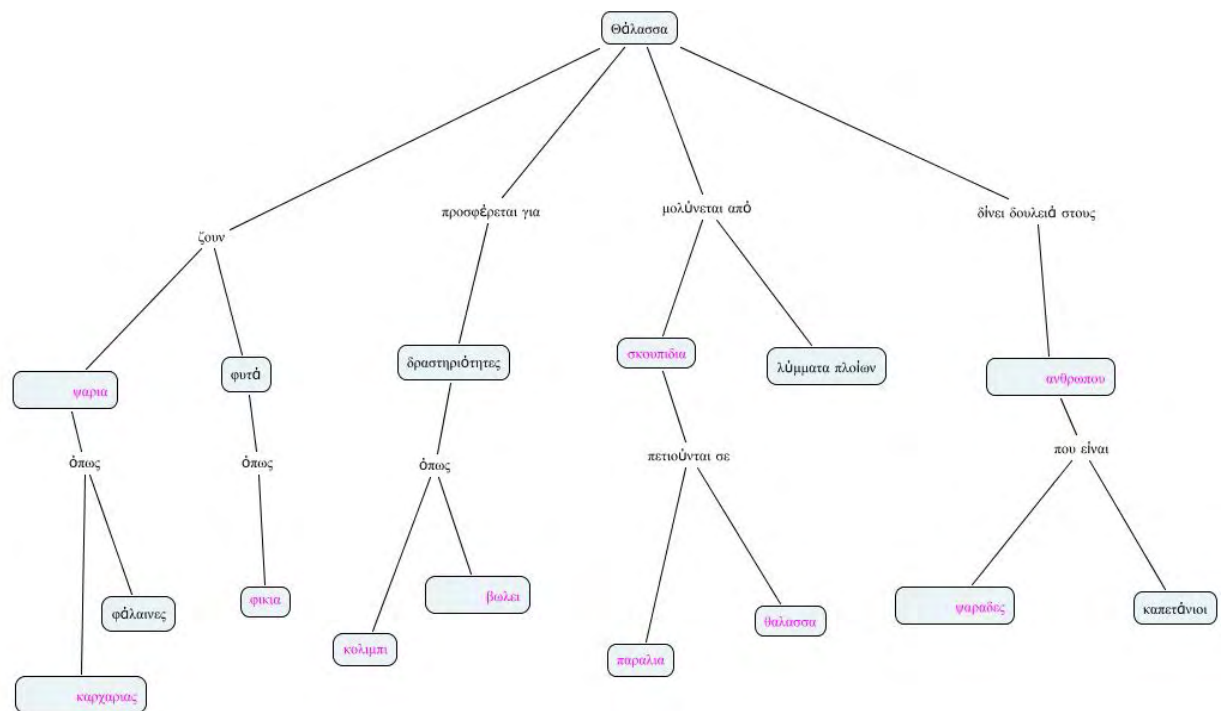 Θάλασσα
ζουν
προσφέρεται για
μολύνεται από
δίνει δουλειά στους
ψαρια
φυτά
δραστηριότητες
σκουπιδια
λύμματα πλοίων
ανθρωπου
όπως
όπως
όπως
πετιούνται σε
που είναι
καρχαριας
φάλαινες
φικια
κολιμπι
βωλει
παραλια
θαλασσα
ψαραδες
καπετάνιοι